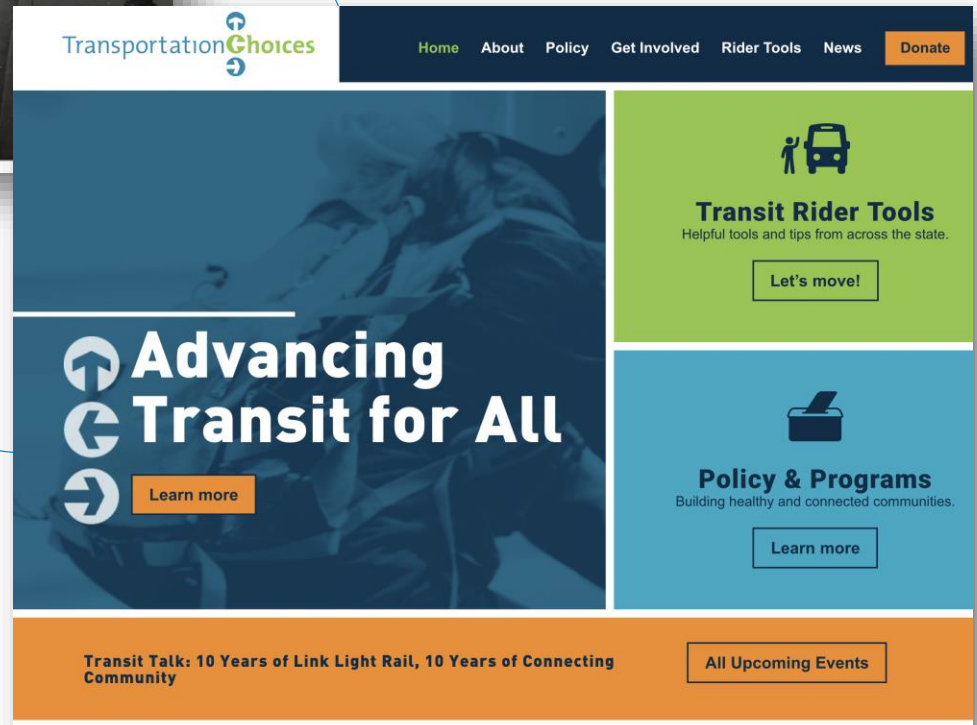 Transportation Choices
Home About Policy Get Involved Rider Tools News Donate
Transit Rider Tools
Helpful tools and tips from across the state.
Let's move!
Advancing
Transit for All
Learn more
Policy & Programs
Building healthy and connected communities.
Learn more
Transit Talk: 10 Years of Link Light Rail, 10 Years of Connecting
Community
All Upcoming Events